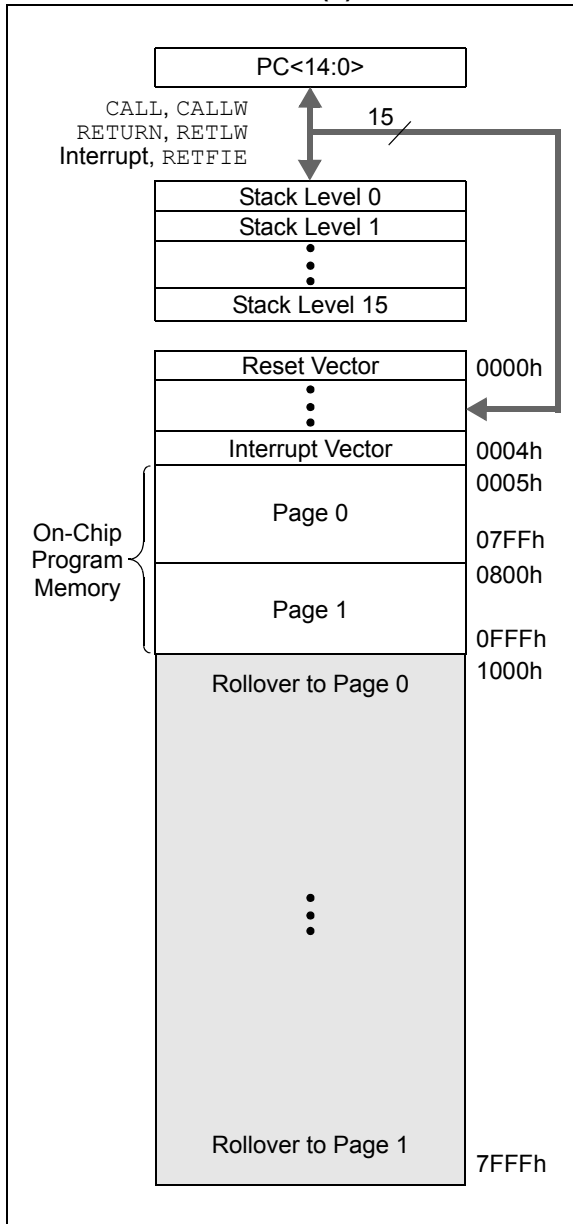 PC<14:0>
CALL, CALLW
RETURN, RETLW
Interrupt, RETFIE
15
Stack Level 0
Stack Level 1
Stack Level 15
Reset Vector
0000h
Interrupt Vector
0004h
0005h
On-Chip
Program
Memory
Page 0
07FFh
0800h
Page 1
0FFFh
1000h
Rollover to Page 0
Rollover to Page 1
7FFFh